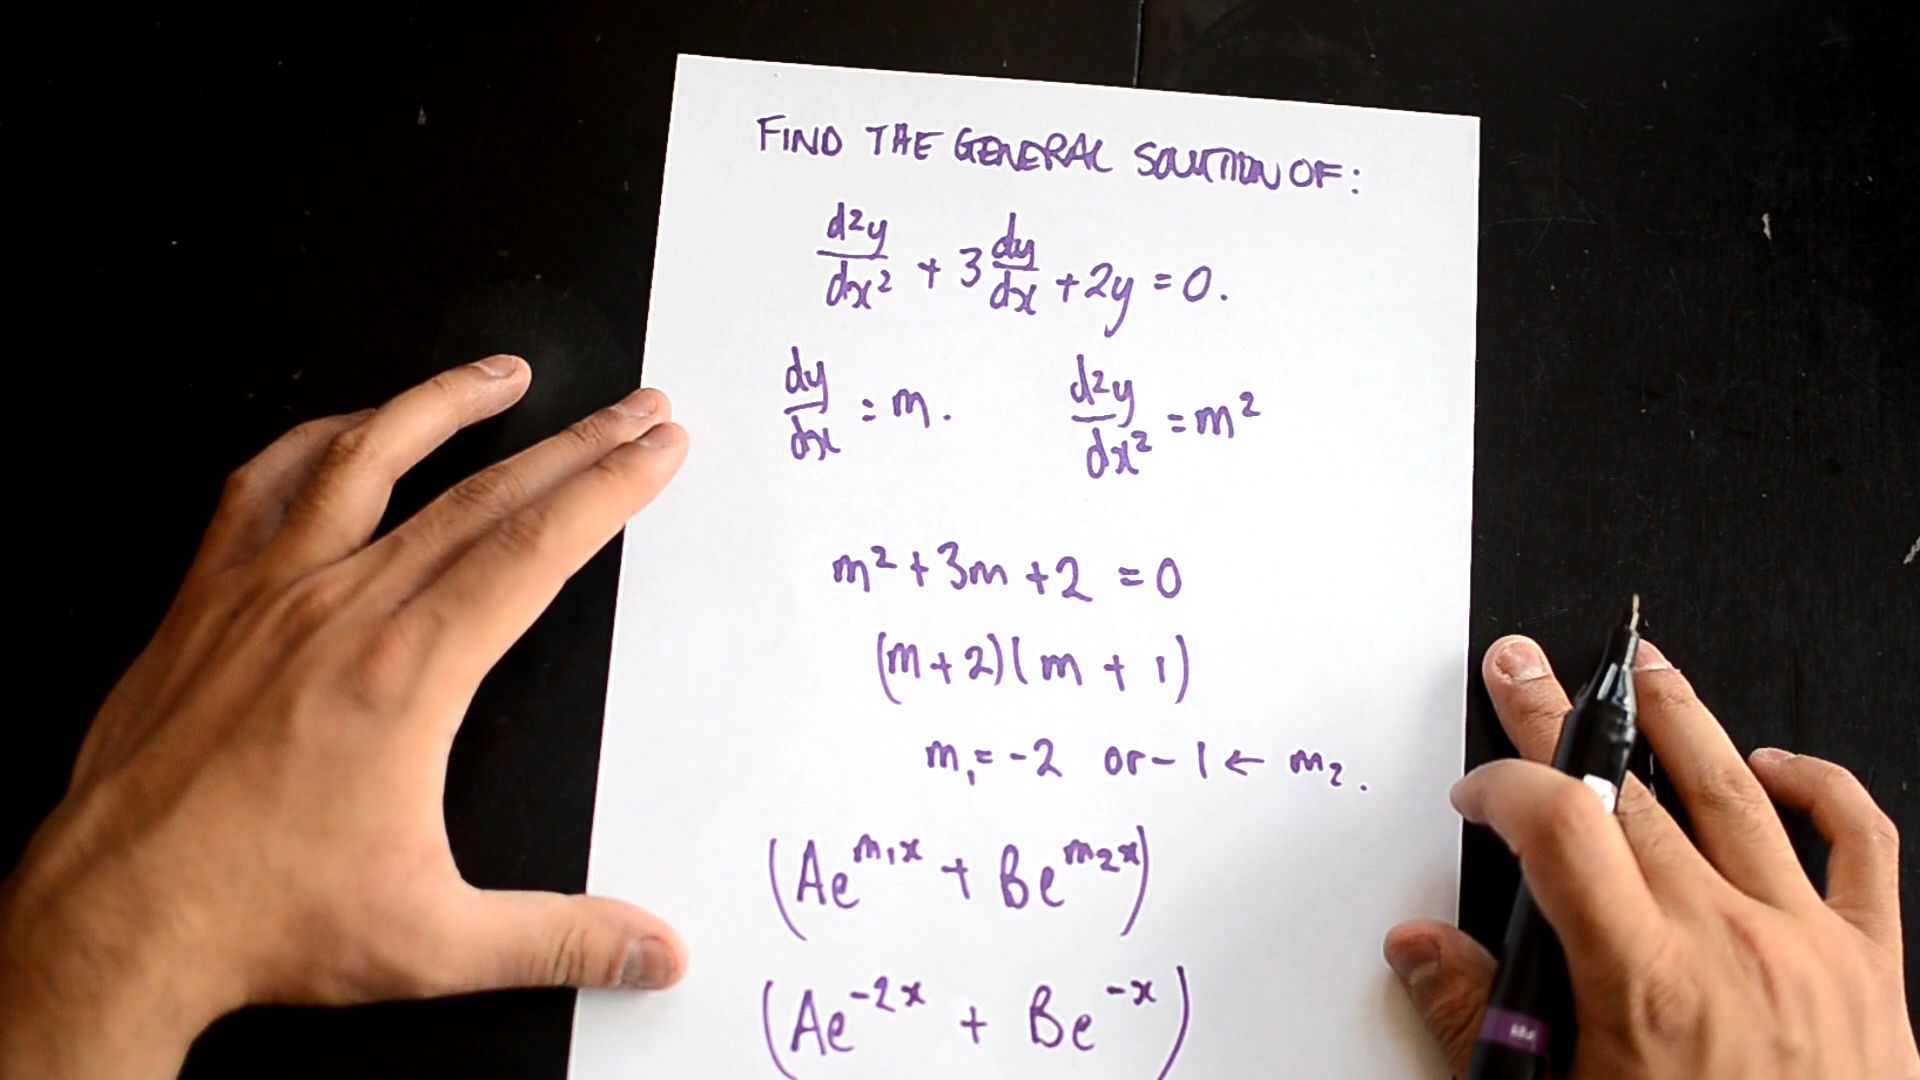 FIND THE GENERAL SOLUTION OF:
d²y/dx² + 3 dy/dx + 2y = 0.
dy/dx = m. d²y/dx² = m²
m² + 3m + 2 = 0
(m + 2)(m + 1)
m₁ = -2 or -1 ← m₂.
(Ae^m₁x + Be^m₂x)
(Ae^-2x + Be^-x)